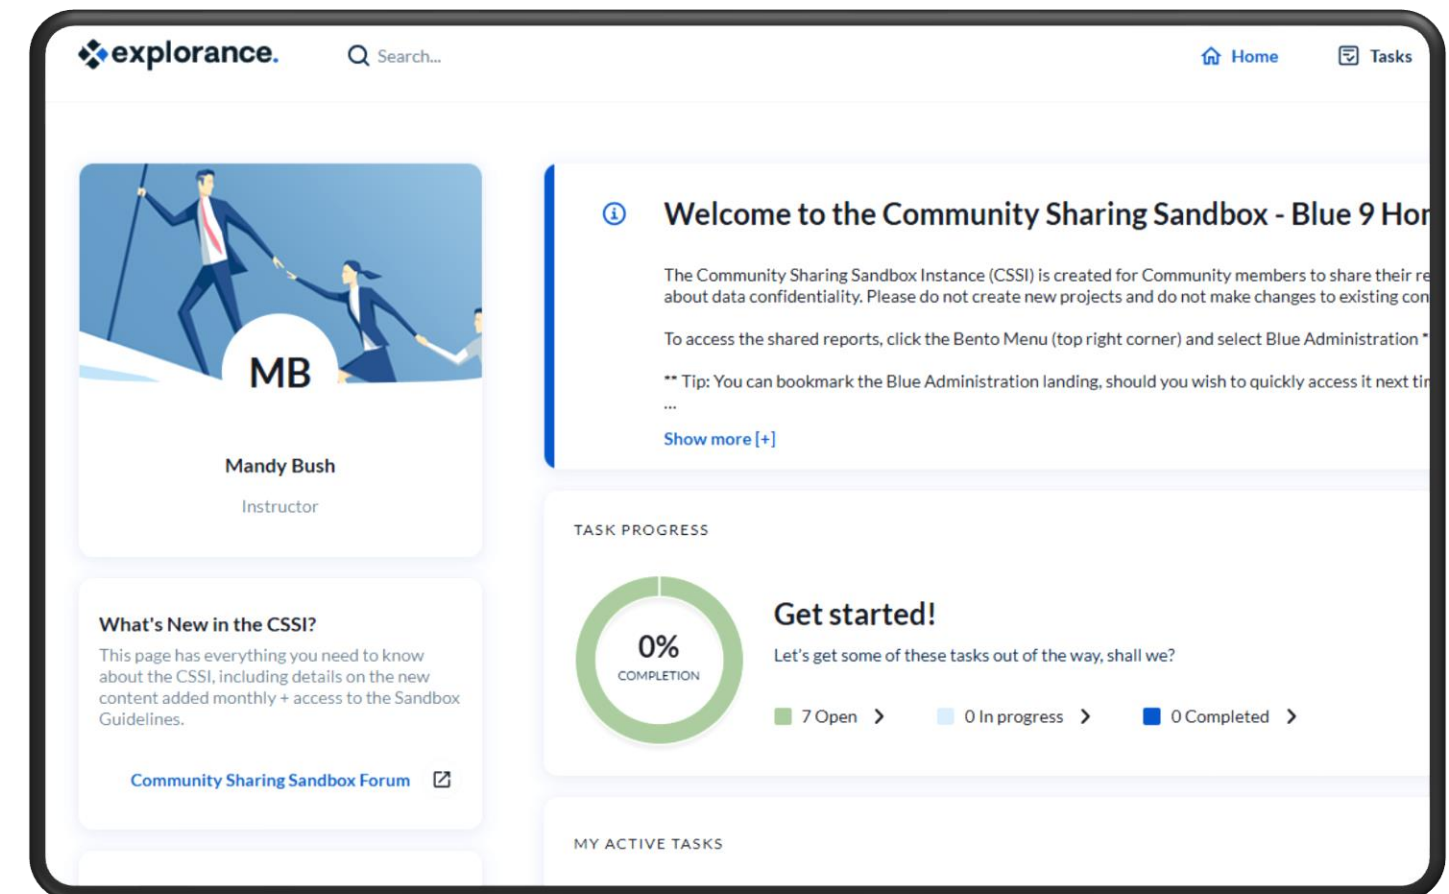 explorance.
Search...
Home
Tasks
MB
Mandy Bush
Instructor
What's New in the CSSI?
This page has everything you need to know
about the CSSI, including details on the new
content added monthly + access to the Sandbox
Guidelines.
Community Sharing Sandbox Forum
Welcome to the Community Sharing Sandbox - Blue 9
The Community Sharing Sandbox Instance (CSSI) is created for Community members to share their
about data confidentiality. Please do not create new projects and do not make changes to existing
To access the shared reports, click the Bento Menu (top right corner) and select Blue Administration *
** Tip: You can bookmark the Blue Administration landing, should you wish to quickly access it next
...
Show more [+]
TASK PROGRESS
0%
COMPLETION
Get started!
Let's get some of these tasks out of the way, shall we?
7 Open
0 In progress
0 Completed
MY ACTIVE TASKS